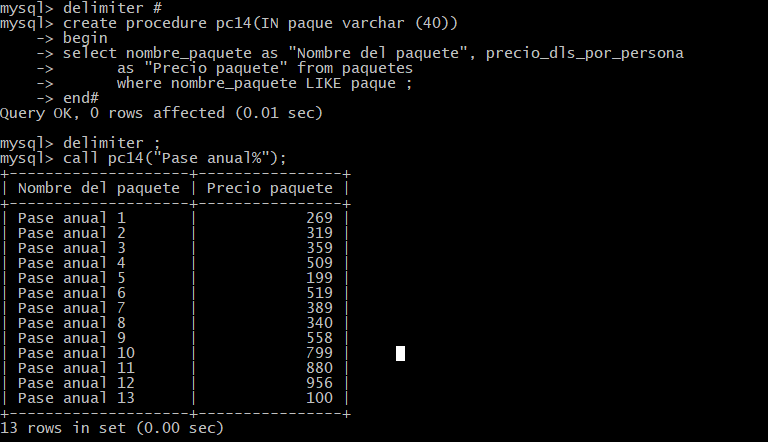 mysql> delimiter #
mysql> create procedure pc14(IN paque varchar (40))
    -> begin
    -> select nombre_paquete as "Nombre del paquete", precio_dls_por_persona
    ->      as "Precio paquete" from paquetes
    ->      where nombre_paquete LIKE paque ;
    -> end#
Query OK, 0 rows affected (0.01 sec)

mysql> delimiter ;
mysql> call pc14("Pase anual%");
+--------------------+----------------+
| Nombre del paquete | Precio paquete |
+--------------------+----------------+
| Pase anual 1       |            269 |
| Pase anual 2       |            319 |
| Pase anual 3       |            359 |
| Pase anual 4       |            509 |
| Pase anual 5       |            199 |
| Pase anual 6       |            519 |
| Pase anual 7       |            389 |
| Pase anual 8       |            340 |
| Pase anual 9       |            558 |
| Pase anual 10      |            799 |
| Pase anual 11      |            880 |
| Pase anual 12      |            956 |
| Pase anual 13      |            100 |
+--------------------+----------------+
13 rows in set (0.00 sec)